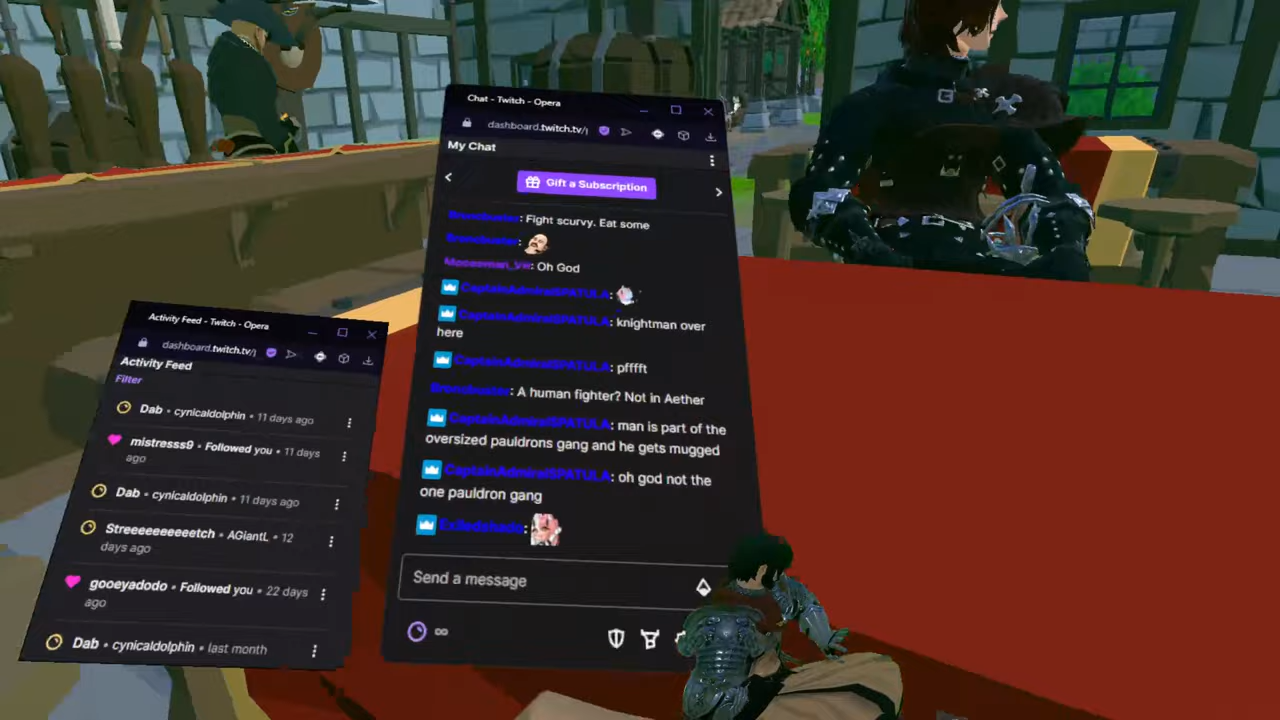 Chat - Twitch - Opera
dashboard.twitch.tv/
My Chat
Gift a Subscription
: Fight scurvy. Eat some
:
: Oh God
CaptainAdmiralSPATULA:
CaptainAdmiralSPATULA: knightman over
here
CaptainAdmiralSPATULA: pfffft
: A human fighter? Not in Aether
CaptainAdmiralSPATULA: man is part of the
oversized pauldrons gang and he gets mugged
CaptainAdmiralSPATULA: oh god not the
one pauldron gang
:
Send a message
∞
Activity Feed - Twitch - Opera
dashboard.twitch.tv/
Activity Feed
Filter
Dab • cynicaldolphin • 11 days ago
mistresss9 • Followed you • 11 days
ago
Dab • cynicaldolphin • 11 days ago
Streeeeeeeeeetch • AGiantL • 12
days ago
gooeyadodo • Followed you • 22 days
ago
Dab • cynicaldolphin • last month